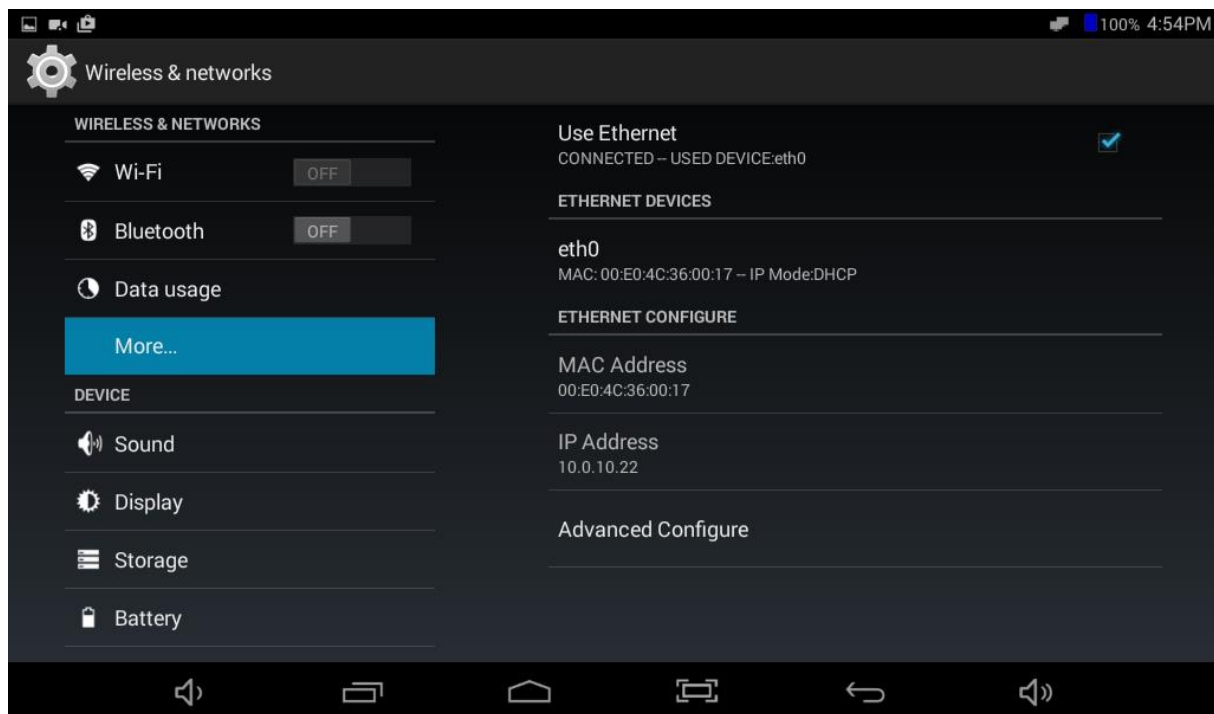 100% 4:54PM
Wireless & networks
WIRELESS & NETWORKS
Wi-Fi OFF
Bluetooth OFF
Data usage
More...
DEVICE
Sound
Display
Storage
Battery
Use Ethernet
CONNECTED -- USED DEVICE:eth0
ETHERNET DEVICES
eth0
MAC: 00:E0:4C:36:00:17 -- IP Mode:DHCP
ETHERNET CONFIGURE
MAC Address
00:E0:4C:36:00:17
IP Address
10.0.10.22
Advanced Configure